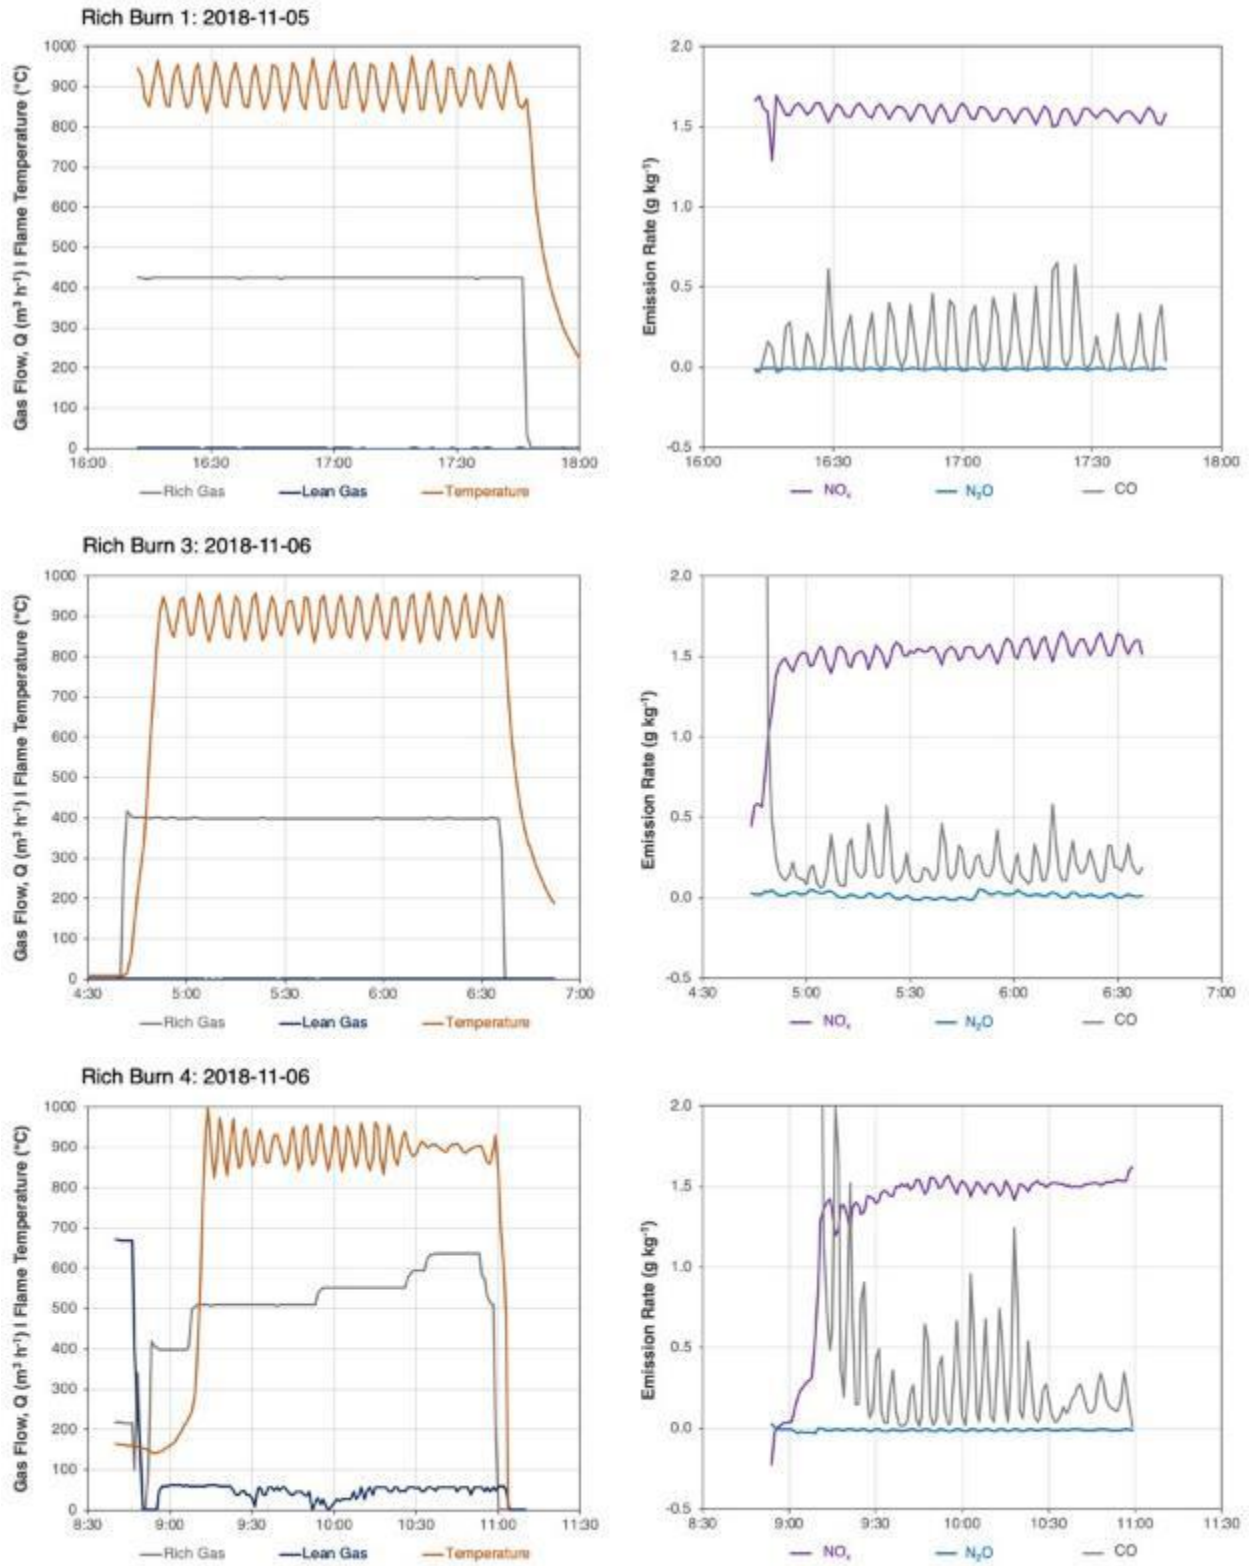 Rich Burn 1: 2018-11-05
Gas Flow, Q (m³ h⁻¹) I Flame Temperature (°C)
1000
900
800
700
600
500
400
300
200
100
0
16:00 16:30 17:00 17:30 18:00
Rich Gas Lean Gas Temperature
Emission Rate (g kg⁻¹)
2.0
1.5
1.0
0.5
0.0
-0.5
16:00 16:30 17:00 17:30 18:00
NOₓ N₂O CO
Rich Burn 3: 2018-11-06
Gas Flow, Q (m³ hr⁻¹) I Flame Temperature (°C)
1000
900
800
700
600
500
400
300
200
100
0
4:30 5:00 5:30 6:00 6:30 7:00
Rich Gas Lean Gas Temperature
Emission Rate (g kg⁻¹)
2.0
1.5
1.0
0.5
0.0
-0.5
4:30 5:00 5:30 6:00 6:30 7:00
NOₓ N₂O CO
Rich Burn 4: 2018-11-06
Gas Flow, Q (m³ hr⁻¹) I Flame Temperature (°C)
1000
900
800
700
600
500
400
300
200
100
0
8:30 9:00 9:30 10:00 10:30 11:00 11:30
Rich Gas Lean Gas Temperature
Emission Rate (g kg⁻¹)
2.0
1.5
1.0
0.5
0.0
-0.5
8:30 9:00 9:30 10:00 10:30 11:00 11:30
NOₓ N₂O CO